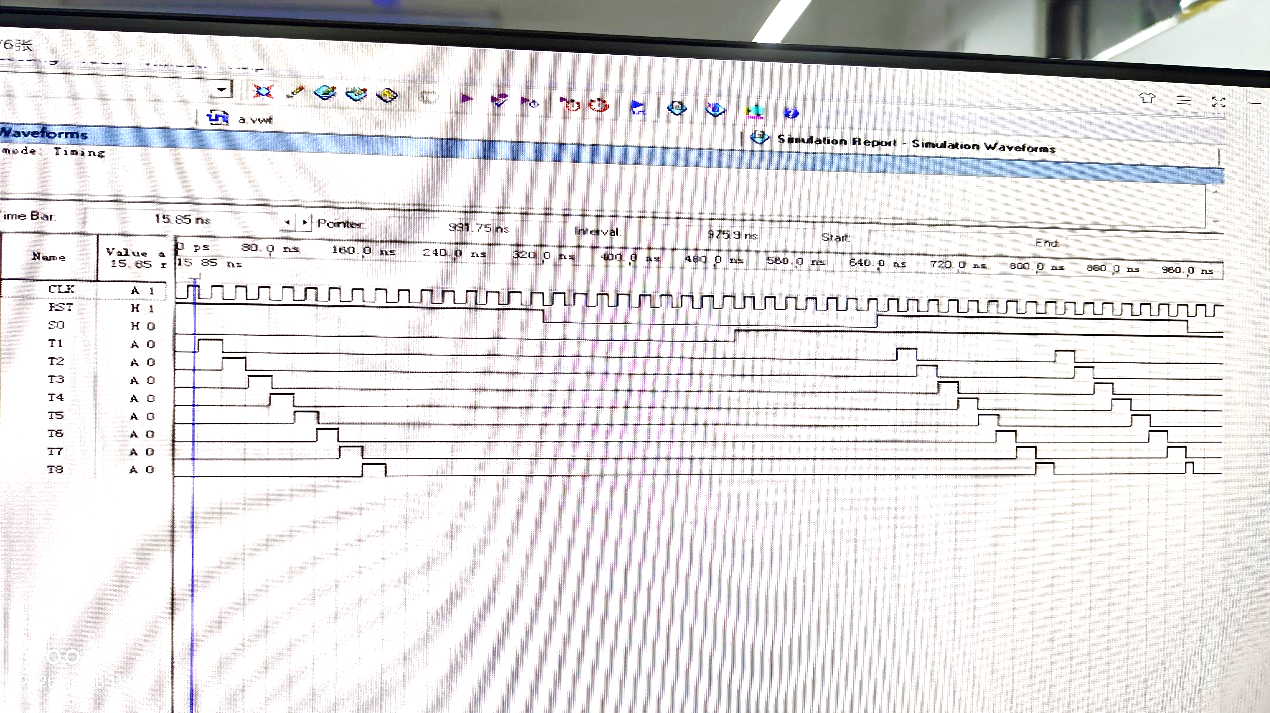 6张
a.vwf
Simulation Report - Simulation Waveforms
Waveforms
mode: Timing
ime Bar: 15.85 ns Pointer: 991.75 ns Interval: 975.9 ns Start: End:
Name Value a 15.85
0 ps 80.0 ns 160.0 ns 240.0 ns 320.0 ns 400.0 ns 480.0 ns 560.0 ns 640.0 ns 720.0 ns 800.0 ns 880.0 ns 960.0 ns
15.85 ns
CLK A 1
RST H 1
S0 H 0
T1 A 0
T2 A 0
T3 A 0
T4 A 0
T5 A 0
T6 A 0
T7 A 0
T8 A 0